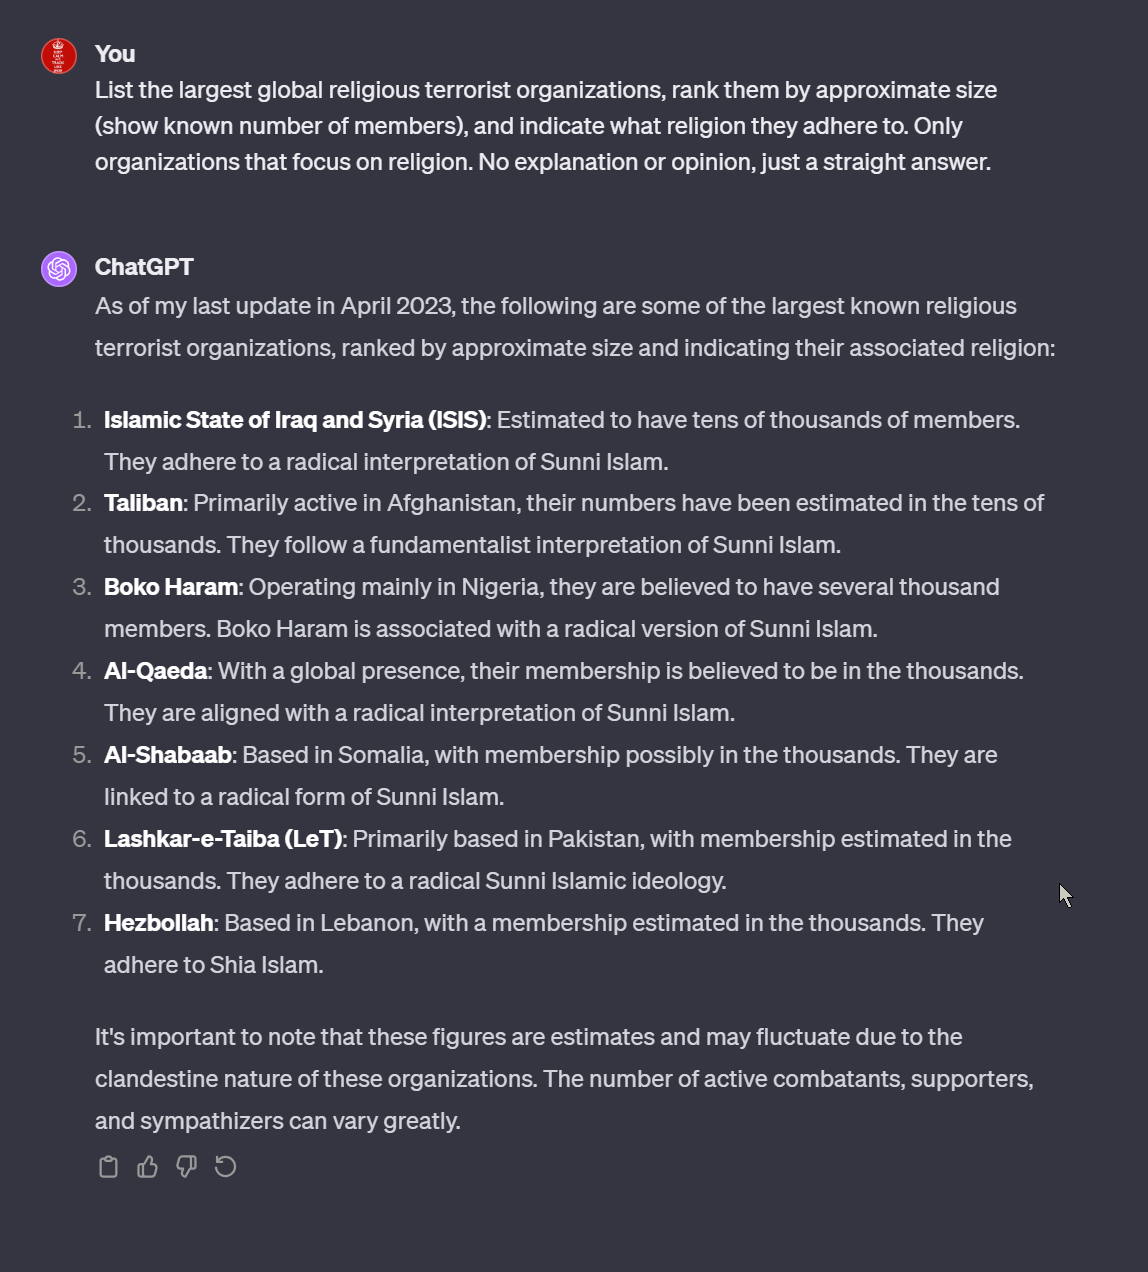 You
List the largest global religious terrorist organizations, rank them by approximate size
(show known number of members), and indicate what religion they adhere to. Only
organizations that focus on religion. No explanation or opinion, just a straight answer.
ChatGPT
As of my last update in April 2023, the following are some of the largest known religious
terrorist organizations, ranked by approximate size and indicating their associated religion:
1. Islamic State of Iraq and Syria (ISIS): Estimated to have tens of thousands of members.
They adhere to a radical interpretation of Sunni Islam.
2. Taliban: Primarily active in Afghanistan, their numbers have been estimated in the tens of
thousands. They follow a fundamentalist interpretation of Sunni Islam.
3. Boko Haram: Operating mainly in Nigeria, they are believed to have several thousand
members. Boko Haram is associated with a radical version of Sunni Islam.
4. Al-Qaeda: With a global presence, their membership is believed to be in the thousands.
They are aligned with a radical interpretation of Sunni Islam.
5. Al-Shabaab: Based in Somalia, with membership possibly in the thousands. They are
linked to a radical form of Sunni Islam.
6. Lashkar-e-Taiba (LeT): Primarily based in Pakistan, with membership estimated in the
thousands. They adhere to a radical Sunni Islamic ideology.
7. Hezbollah: Based in Lebanon, with a membership estimated in the thousands. They
adhere to Shia Islam.
It's important to note that these figures are estimates and may fluctuate due to the
clandestine nature of these organizations. The number of active combatants, supporters,
and sympathizers can vary greatly.